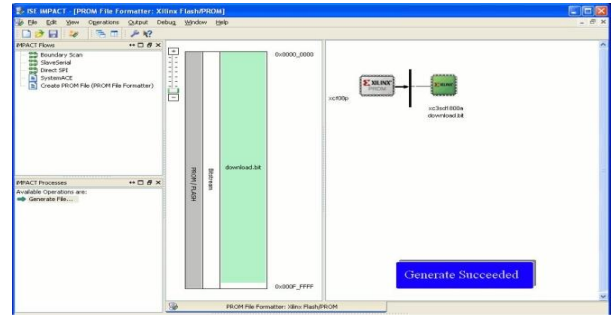 ISE iMPACT - [PROM File Formatter: Xilinx Flash/PROM]
File Edit View Operations Output Debug Window Help
iMPACT Flows
Boundary Scan
SlaveSerial
Direct SPI
SystemACE
Create PROM File (PROM File Formatter)
iMPACT Processes
Available Operations are:
Generate File...
0x0000_0000
PROM / FLASH
Bitstream
download.bit
0x000F_FFFF
PROM File Formatter: Xilinx Flash/PROM
XILINX
PROM
xcf08p
XILINX
xc3sd1800a
download.bit
Generate Succeeded